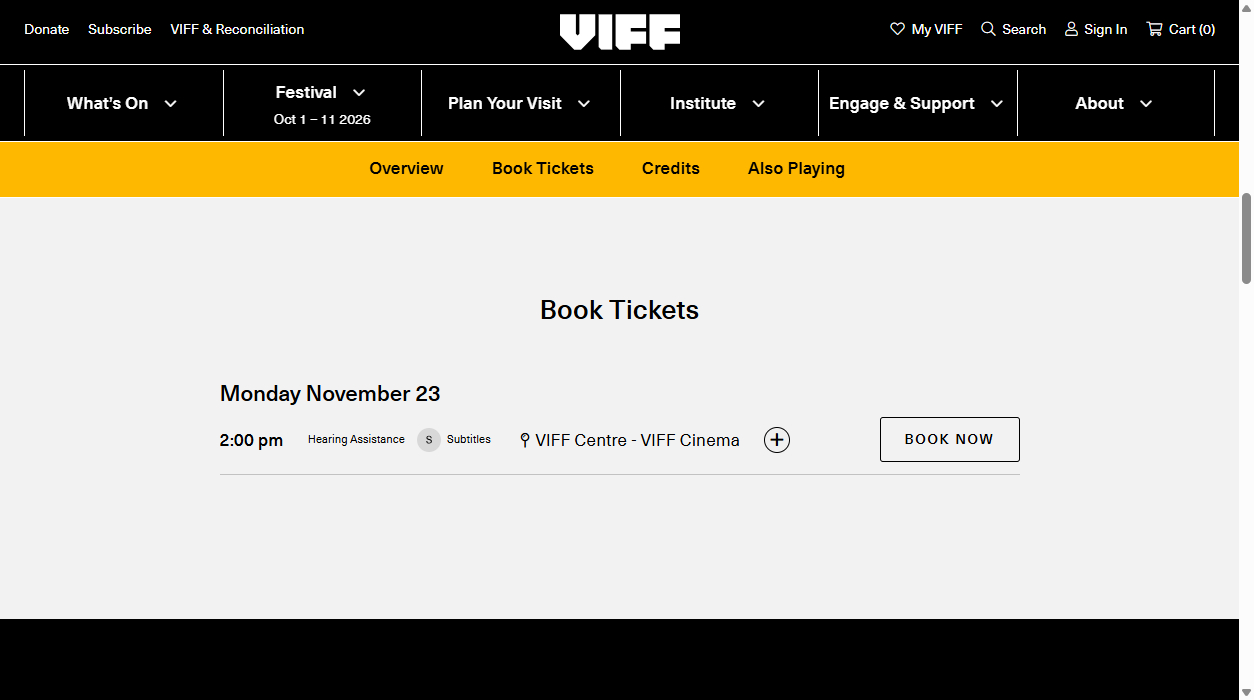 Donate Subscribe VIFF & Reconciliation VIFF My VIFF Search Sign In Cart (0)
What's On Festival Plan Your Visit Institute Engage & Support About
Oct 1 – 11 2026
Overview Book Tickets Credits Also Playing
Book Tickets
Monday November 23
2:00 pm Hearing Assistance S Subtitles VIFF Centre - VIFF Cinema BOOK NOW